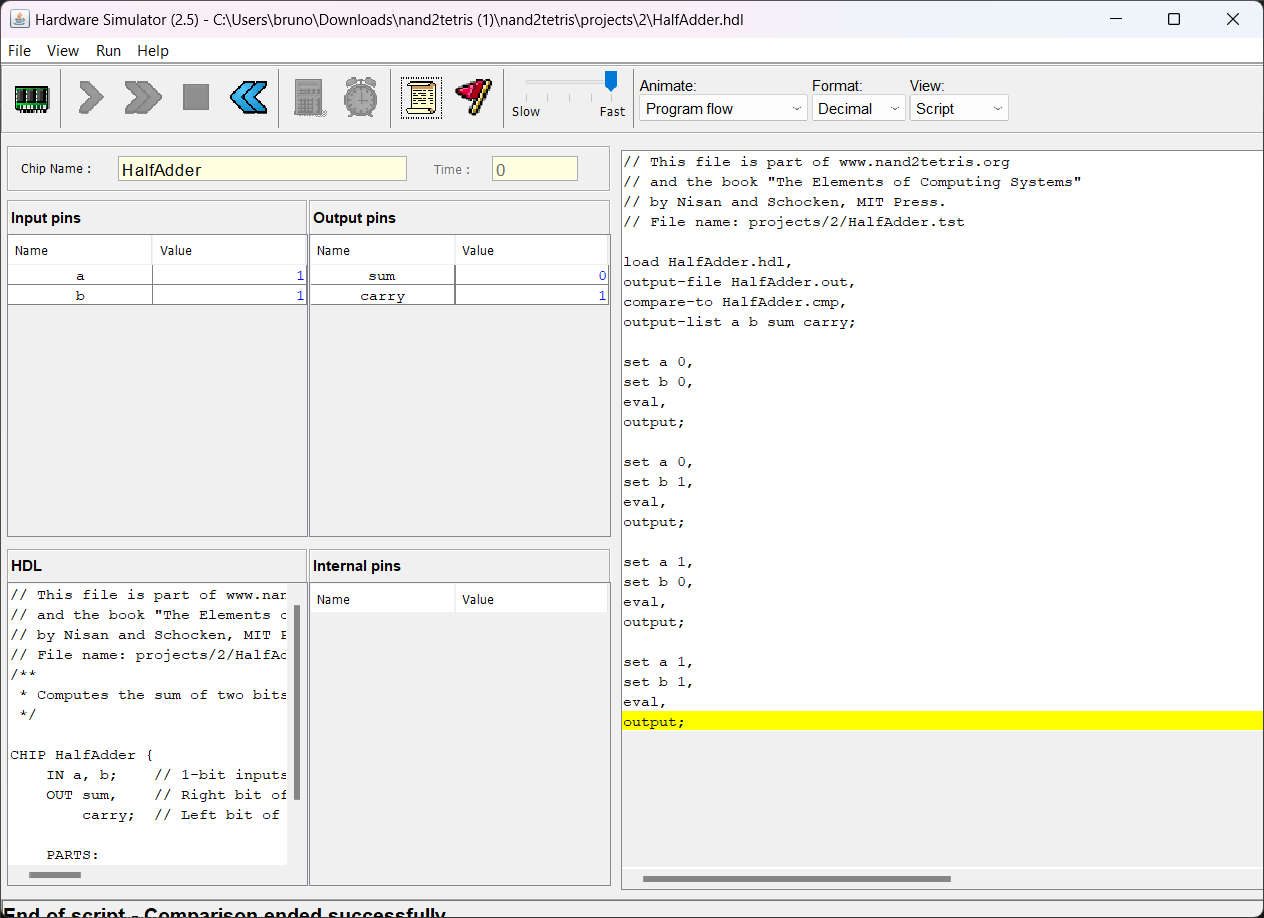 Hardware Simulator (2.5) - C:\Users\bruno\Downloads\nand2tetris (1)\nand2tetris\projects\2\HalfAdder.hdl
File View Run Help
Slow Fast
Animate: Format: View:
Program flow Decimal Script
Chip Name : HalfAdder Time : 0
Input pins
Name Value
a 1
b 1
Output pins
Name Value
sum 0
carry 1
HDL
// This file is part of www.nan
// and the book "The Elements o
// by Nisan and Schocken, MIT P
// File name: projects/2/HalfAd
/**
* Computes the sum of two bits
*/
CHIP HalfAdder {
IN a, b; // 1-bit inputs
OUT sum, // Right bit of
carry; // Left bit of
PARTS:
Internal pins
Name Value
// This file is part of www.nand2tetris.org
// and the book "The Elements of Computing Systems"
// by Nisan and Schocken, MIT Press.
// File name: projects/2/HalfAdder.tst
load HalfAdder.hdl,
output-file HalfAdder.out,
compare-to HalfAdder.cmp,
output-list a b sum carry;
set a 0,
set b 0,
eval,
output;
set a 0,
set b 1,
eval,
output;
set a 1,
set b 0,
eval,
output;
set a 1,
set b 1,
eval,
output;
End of script - Comparison ended successfully